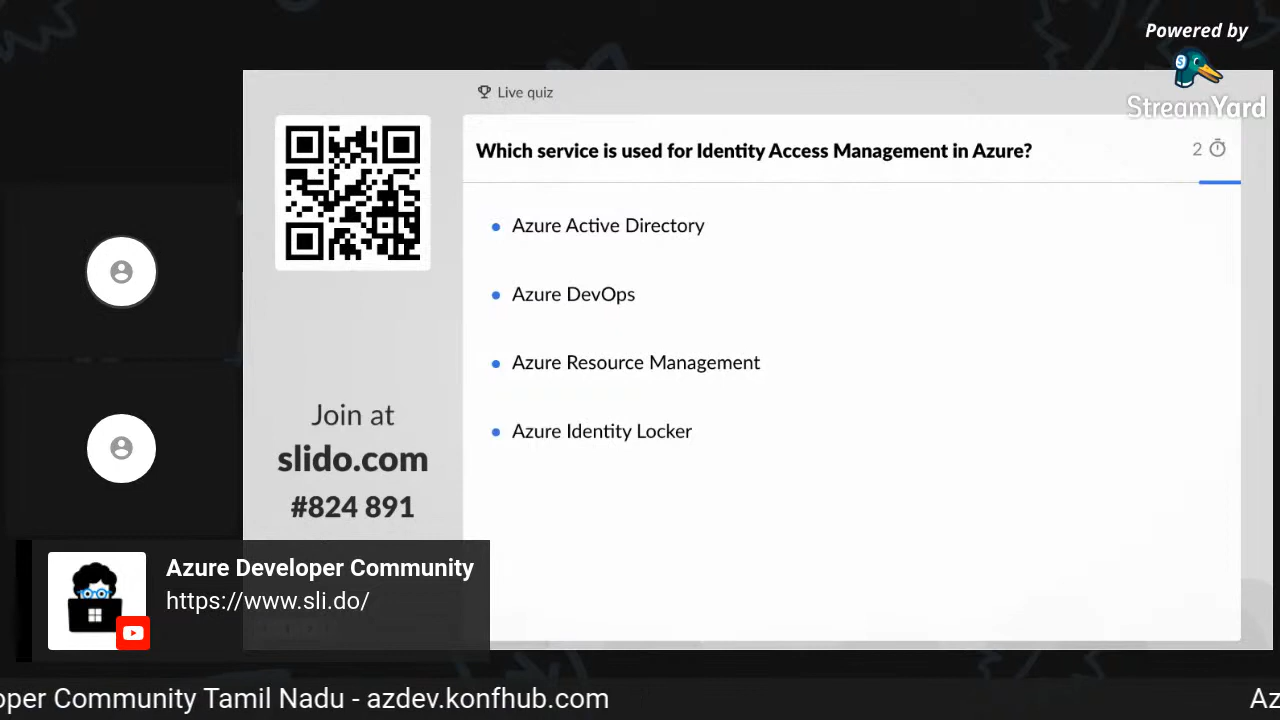 Powered by
StreamYard
Live quiz
Which service is used for Identity Access Management in Azure?
2
Azure Active Directory
Azure DevOps
Azure Resource Management
Azure Identity Locker
Join at
slido.com
#824 891
Azure Developer Community
https://www.sli.do/
oper Community Tamil Nadu - azdev.konfhub.com
Az